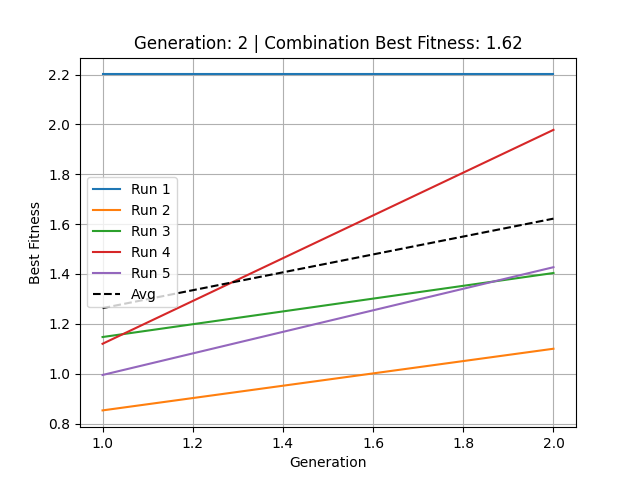 Generation: 2 | Combination Best Fitness: 1.62
2.2
2.0
1.8
1.6
1.4
1.2
1.0
0.8
Best Fitness
Run 1
Run 2
Run 3
Run 4
Run 5
Avg
1.0 1.2 1.4 1.6 1.8 2.0
Generation